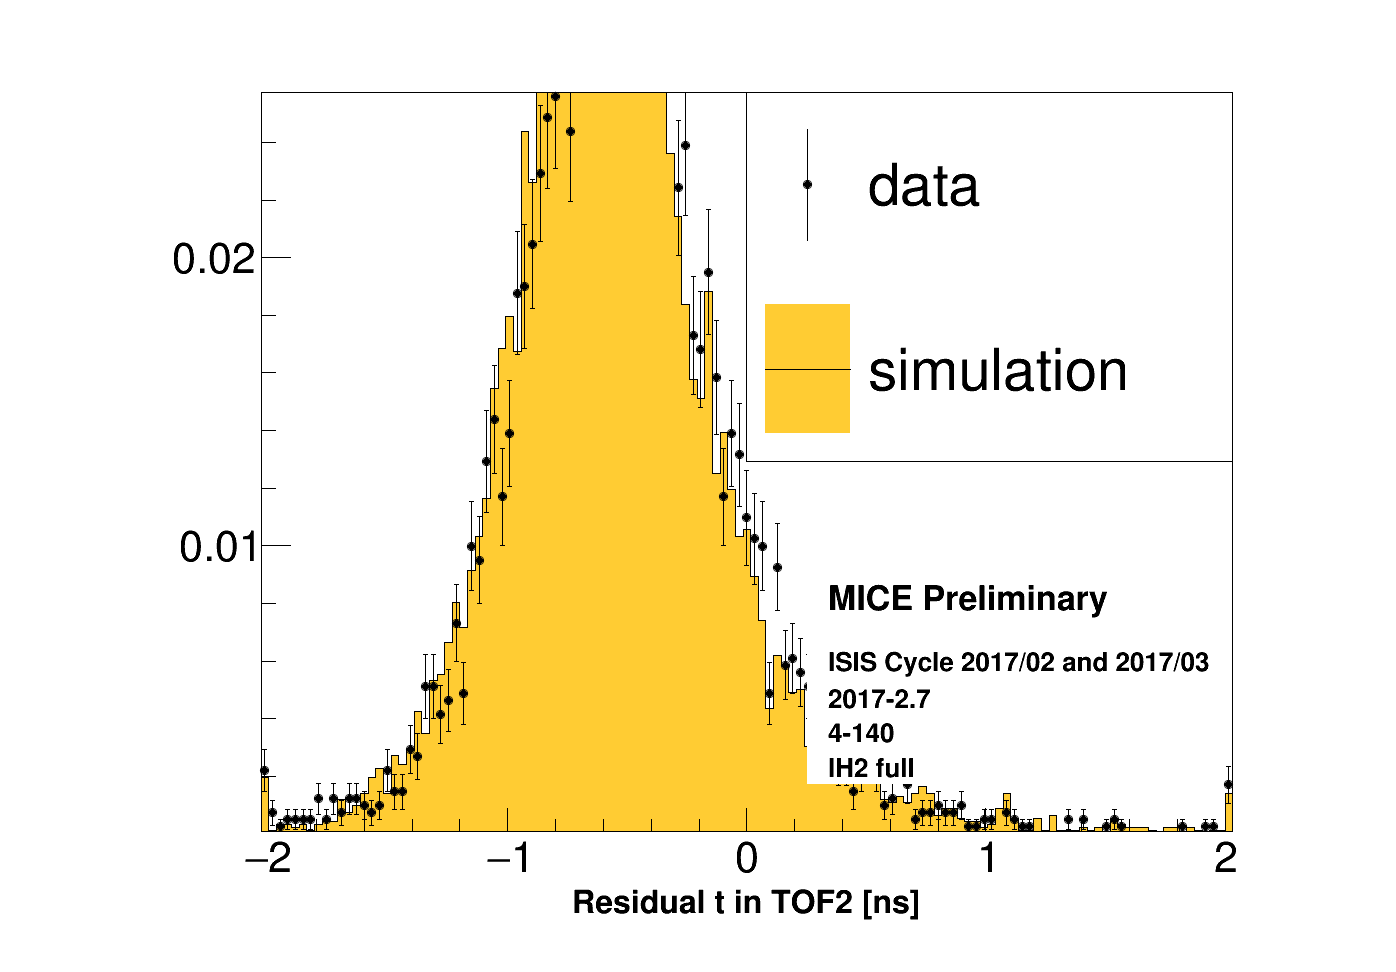 data
0.02
simulation
0.01
MICE Preliminary
ISIS Cycle 2017/02 and 2017/03
2017-2.7
4-140
IH2 full
−2 −1 0 1 2
Residual t in TOF2 [ns]